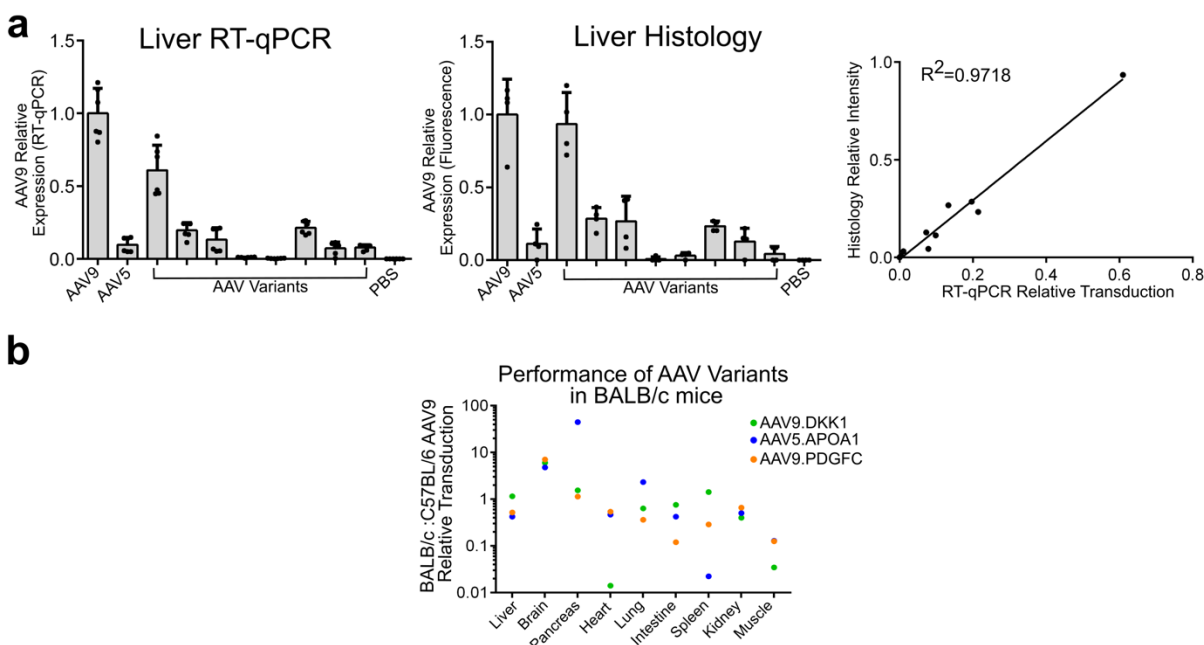 a
Liver RT-qPCR
AAV9 Relative
Expression (RT-qPCR)
1.5
1.0
0.5
0.0
AAV9
AAV5
AAV Variants
PBS
Liver Histology
AAV9 Relative
Expression (Fluorescence)
1.5
1.0
0.5
0.0
AAV9
AAV5
AAV Variants
PBS
R2=0.9718
Histology Relative Intensity
1.0
0.5
0.0
0.0
0.2
0.4
0.6
0.8
RT-qPCR Relative Transduction
b
Performance of AAV Variants
in BALB/c mice
BALB/c :C57BL/6 AAV9
Relative Transduction
100
10
1
0.1
0.01
AAV9.DKK1
AAV5.APOA1
AAV9.PDGFC
Liver
Brain
Pancreas
Heart
Lung
Intestine
Spleen
Kidney
Muscle